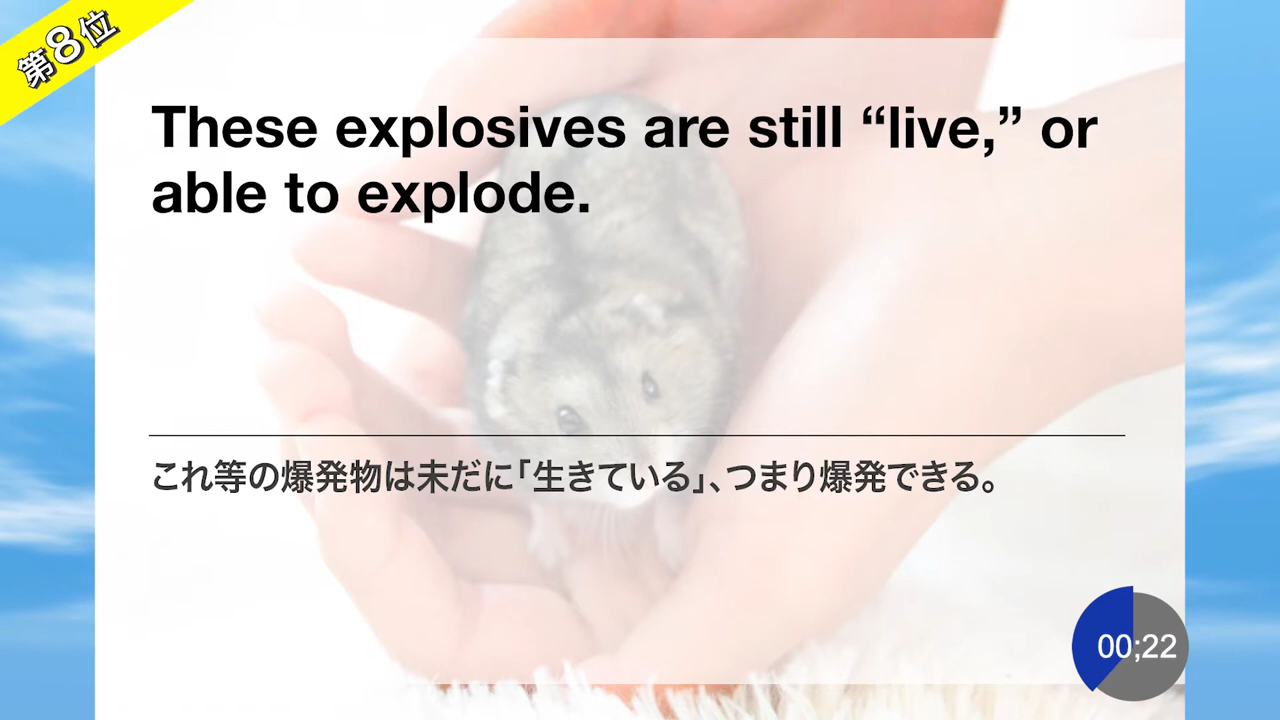 第8位
These explosives are still “live,” or
able to explode.
これ等の爆発物は未だに｢生きている｣、つまり爆発できる。
00;22